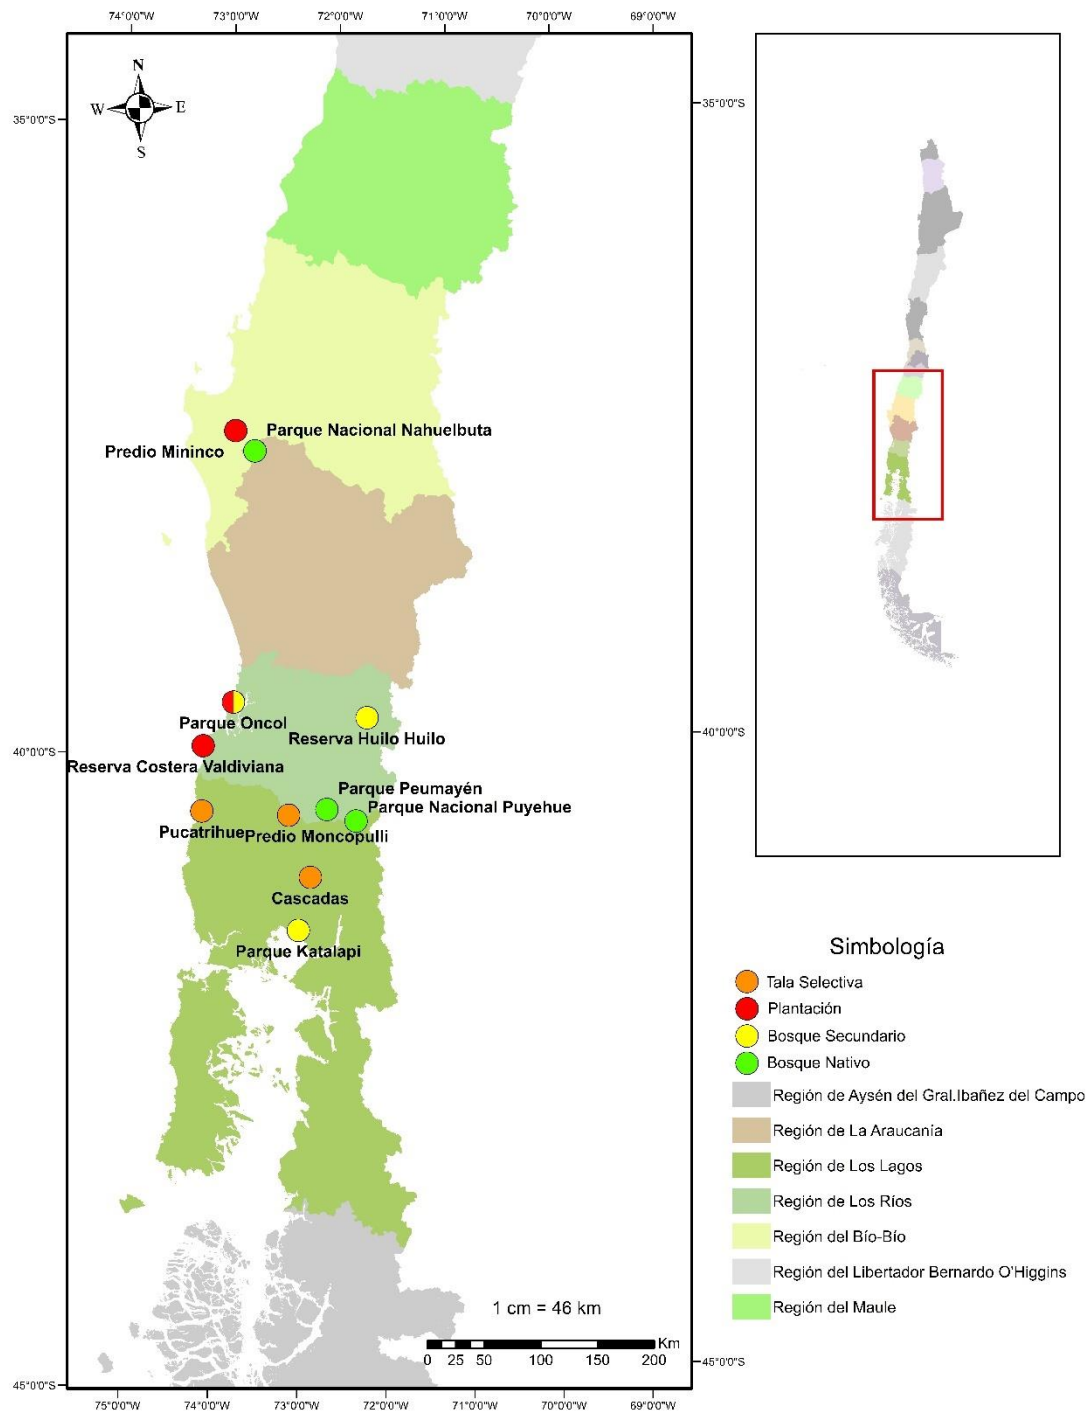 74°0'0"W 73°0'0"W 72°0'0"W 71°0'0"W 70°0'0"W 69°0'0"W
N
W E
S
35°0'0"S
35°0'0"S
Parque Nacional Nahuelbuta
Predio Mininco
Parque Oncol
Reserva Huilo Huilo
40°0'0"S
40°0'0"S
Reserva Costera Valdiviana
Parque Peumayén
Parque Nacional Puyehue
Pucatrihue
Predio Moncopulli
Cascadas
Parque Katalapi
Simbología
Tala Selectiva
Plantación
Bosque Secundario
Bosque Nativo
Región de Aysén del Gral.Ibañez del Campo
Región de La Araucanía
Región de Los Lagos
Región de Los Ríos
Región del Bío-Bío
Región del Libertador Bernardo O'Higgins
Región del Maule
1 cm = 46 km
Km
0 25 50 100 150 200
45°0'0"S
45°0'0"S
75°0'0"W 74°0'0"W 73°0'0"W 72°0'0"W 71°0'0"W 70°0'0"W 69°0'0"W